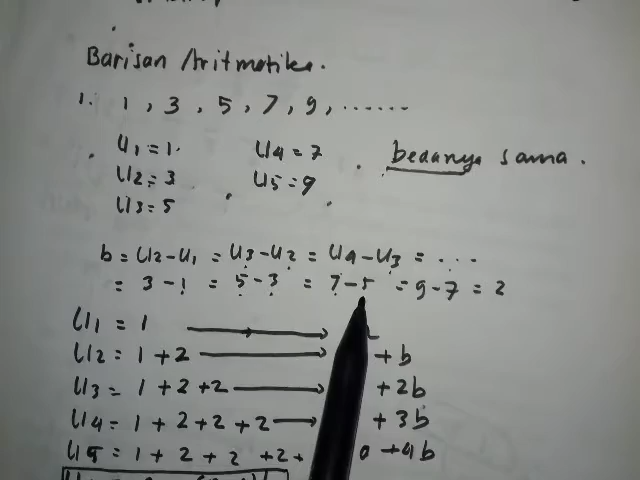 Barisan Aritmatika.
1. 1, 3, 5, 7, 9, .......
U1 = 1 U4 = 7 bedanya sama.
U2 = 3 U5 = 9
U3 = 5
b = U2 - U1 = U3 - U2 = U4 - U3 = ....
= 3 - 1 = 5 - 3 = 7 - 5 = 9 - 7 = 2
U1 = 1
U2 = 1 + 2 + b
U3 = 1 + 2 + 2 + 2b
U4 = 1 + 2 + 2 + 2 + 3b
U5 = 1 + 2 + 2 + 2 + + 4b